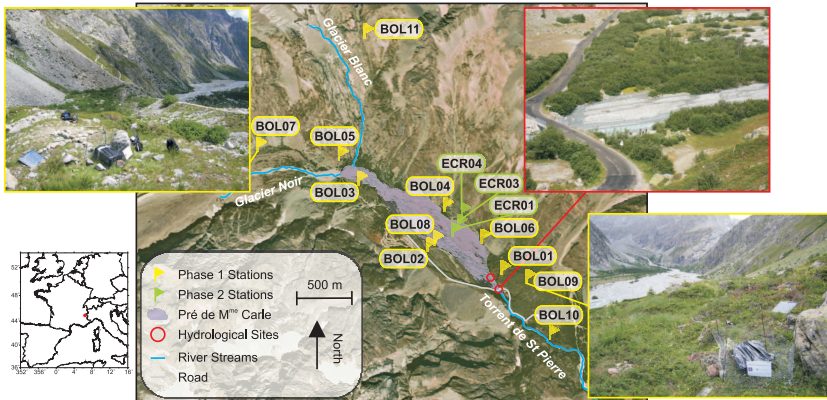 BOL11
Glacier Blanc
BOL07
BOL05
ECR04
ECR03
BOL04
BOL03
ECR01
Glacier Noir
BOL08
BOL06
BOL02
BOL01
BOL09
BOL10
Torrent de St Pierre
Phase 1 Stations
Phase 2 Stations
500 m
Pré de Mme Carle
Hydrological Sites
River Streams
North
Road
52
48
44
40
36
352° 356° 0° 4° 8° 12° 16°